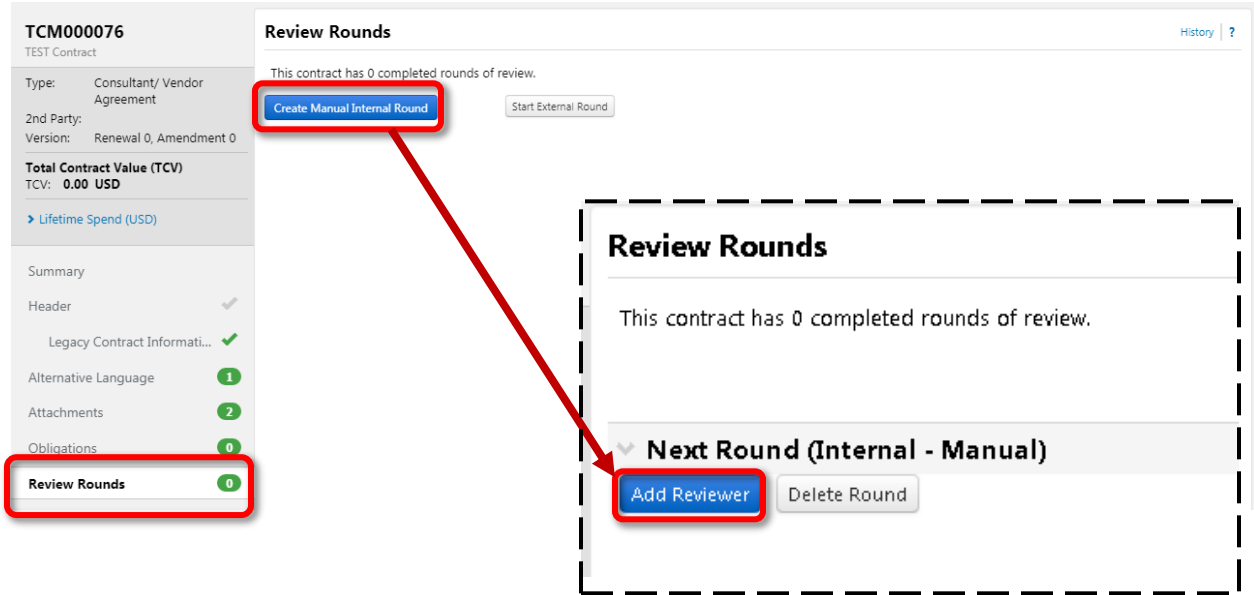 TCM000076
TEST Contract
Type: Consultant/ Vendor
Agreement
2nd Party:
Version: Renewal 0, Amendment 0
Total Contract Value (TCV)
TCV: 0.00 USD
Lifetime Spend (USD)
Summary
Header
Legacy Contract Informati...
Alternative Language 1
Attachments 2
Obligations 0
Review Rounds 0
Review Rounds
History ?
This contract has 0 completed rounds of review.
Create Manual Internal Round Start External Round
Review Rounds
This contract has 0 completed rounds of review.
Next Round (Internal - Manual)
Add Reviewer Delete Round